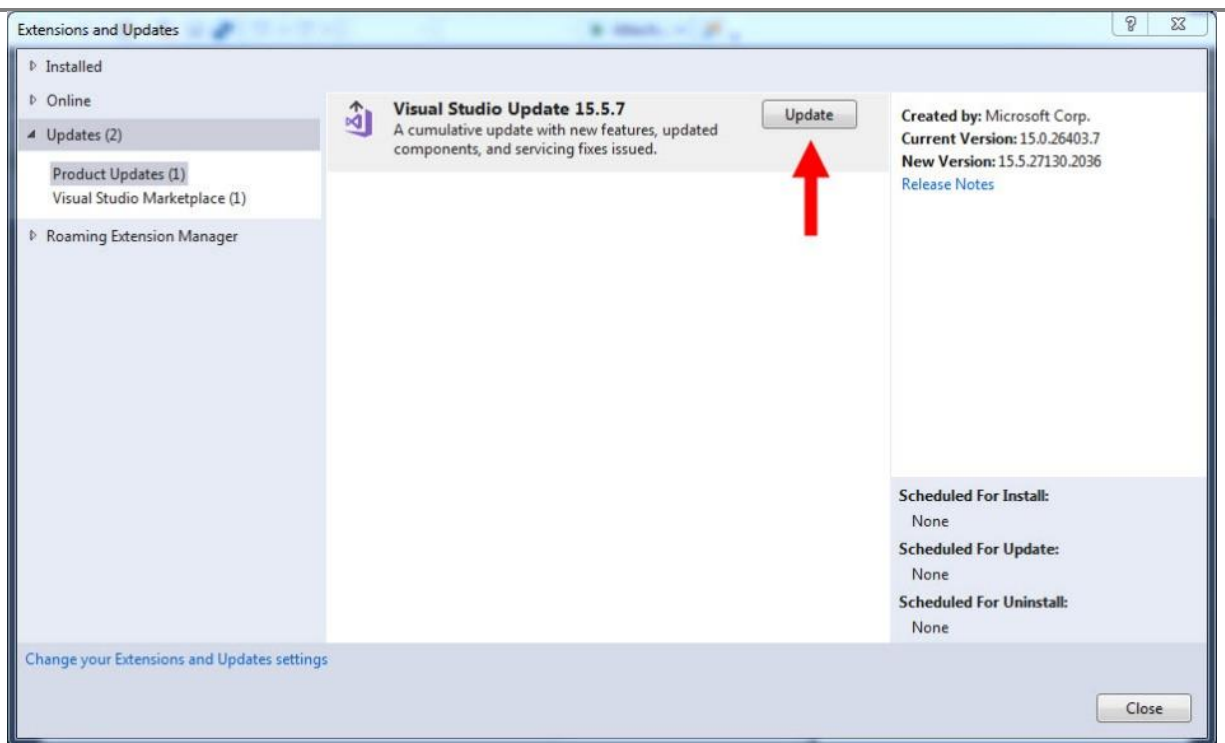 Extensions and Updates
Installed
Online
Updates (2)
Product Updates (1)
Visual Studio Marketplace (1)
Roaming Extension Manager
Visual Studio Update 15.5.7
A cumulative update with new features, updated
components, and servicing fixes issued.
Update
Created by: Microsoft Corp.
Current Version: 15.0.26403.7
New Version: 15.5.27130.2036
Release Notes
Scheduled For Install:
None
Scheduled For Update:
None
Scheduled For Uninstall:
None
Change your Extensions and Updates settings
Close